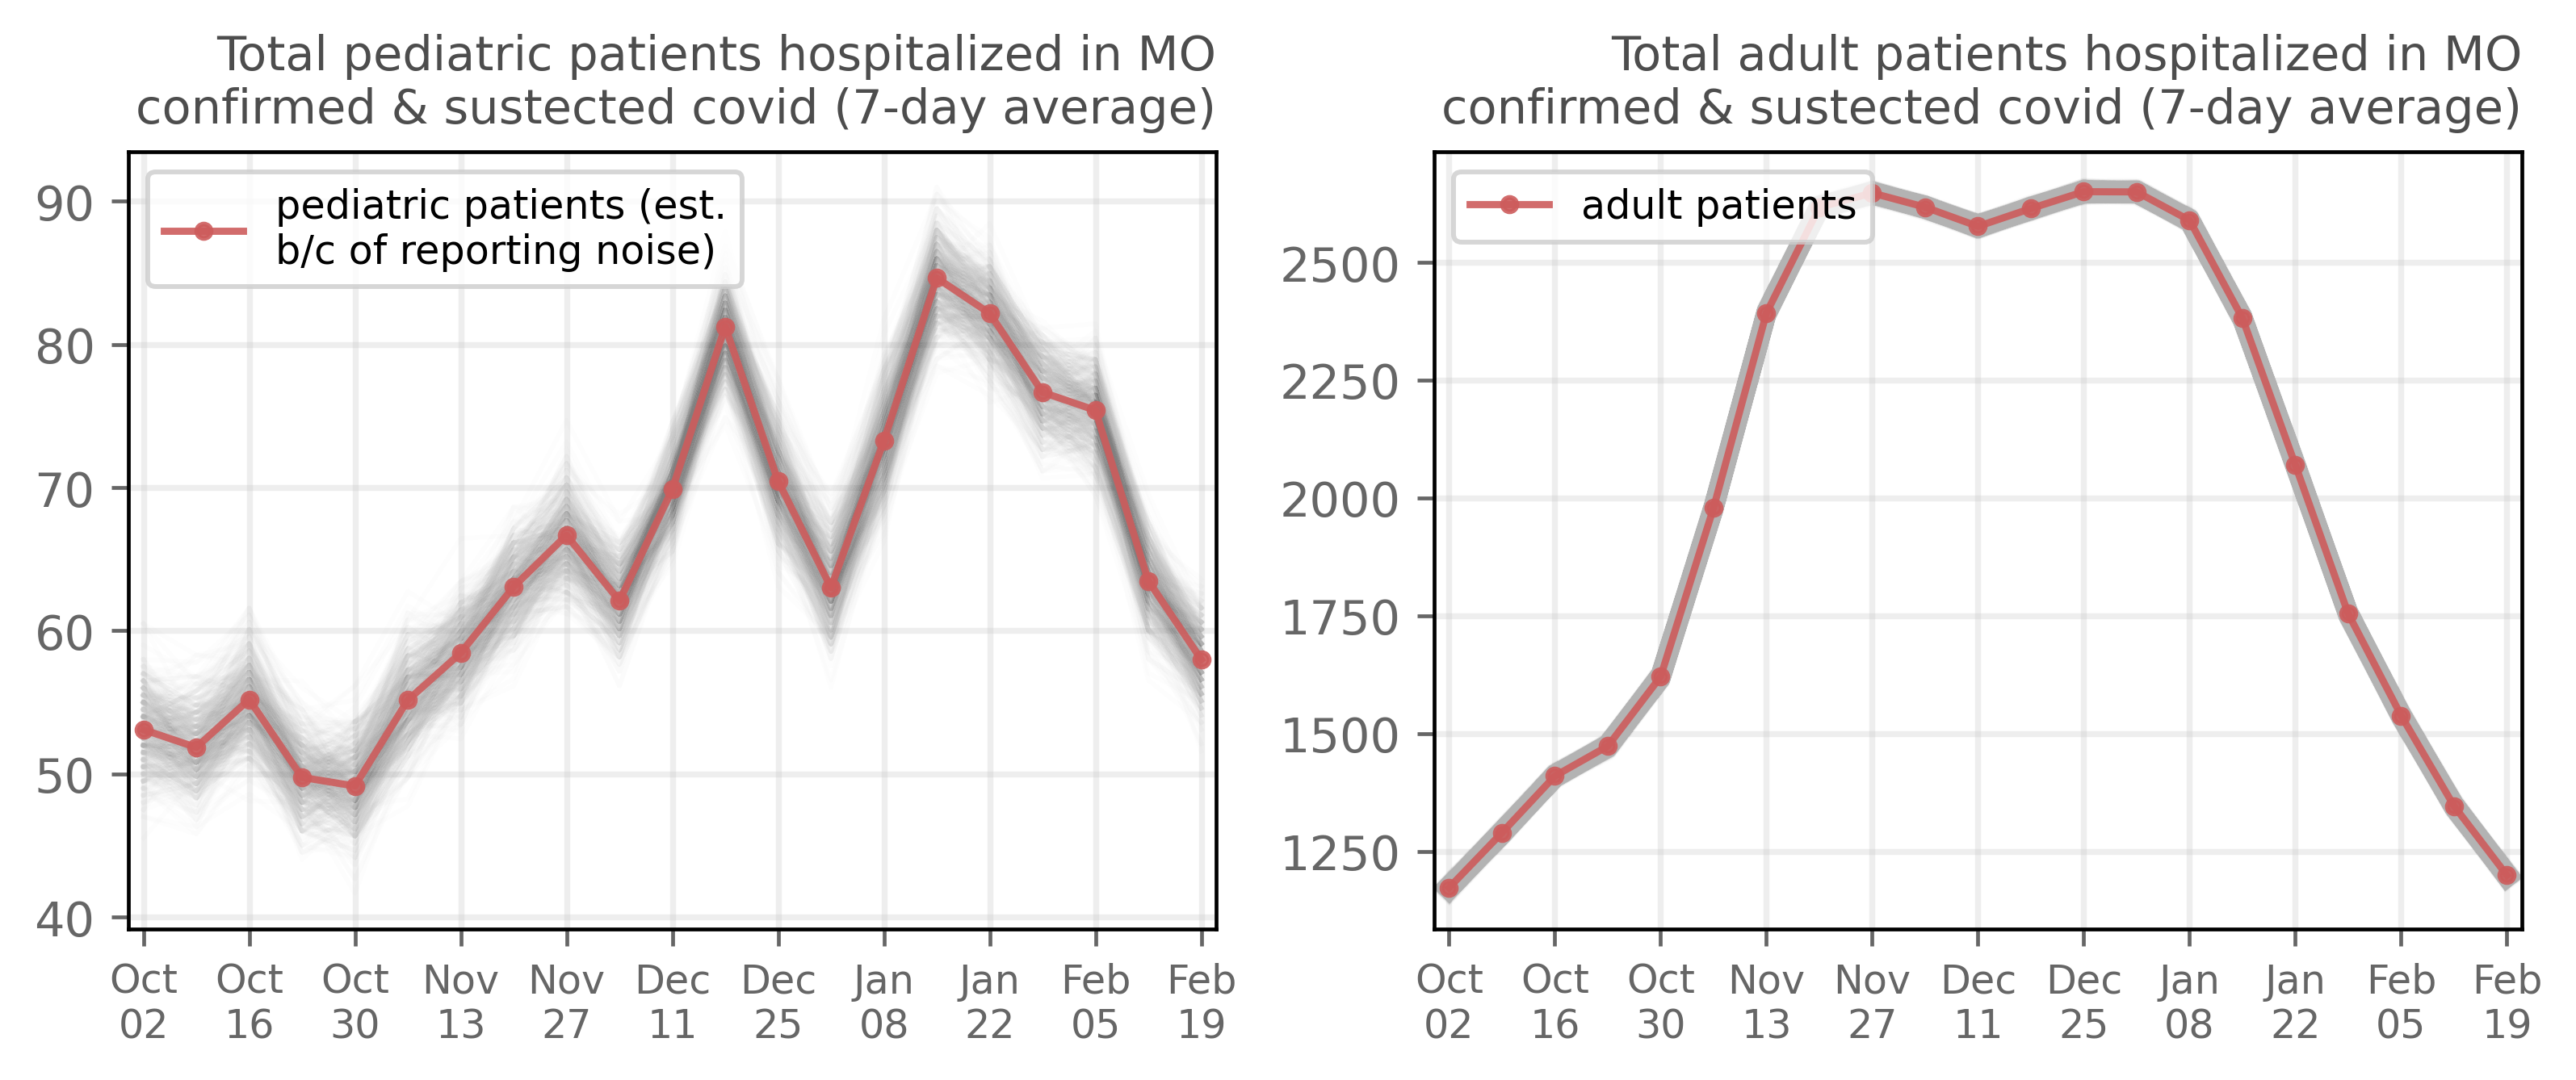 Total pediatric patients hospitalized in MO
confirmed & sustected covid (7-day average)
pediatric patients (est.
b/c of reporting noise)
90
80
70
60
50
40
Oct Oct Oct Nov Nov Dec Dec Jan Jan Feb Feb
02 16 30 13 27 11 25 08 22 05 19
Total adult patients hospitalized in MO
confirmed & sustected covid (7-day average)
adult patients
2500
2250
2000
1750
1500
1250
Oct Oct Oct Nov Nov Dec Dec Jan Jan Feb Feb
02 16 30 13 27 11 25 08 22 05 19